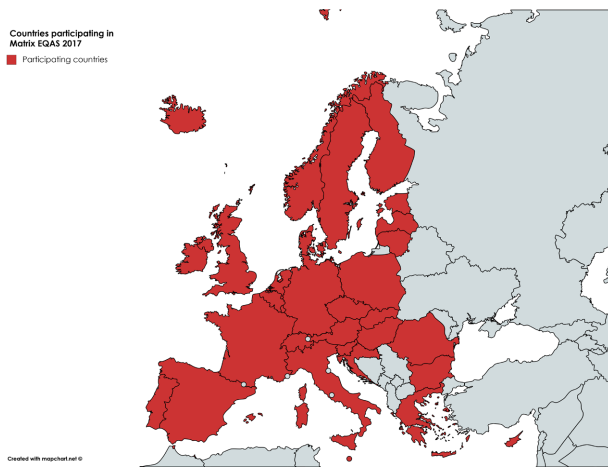 Countries participating in
Matrix EQAS 2017
Participating countries
Created with mapchart.net ©